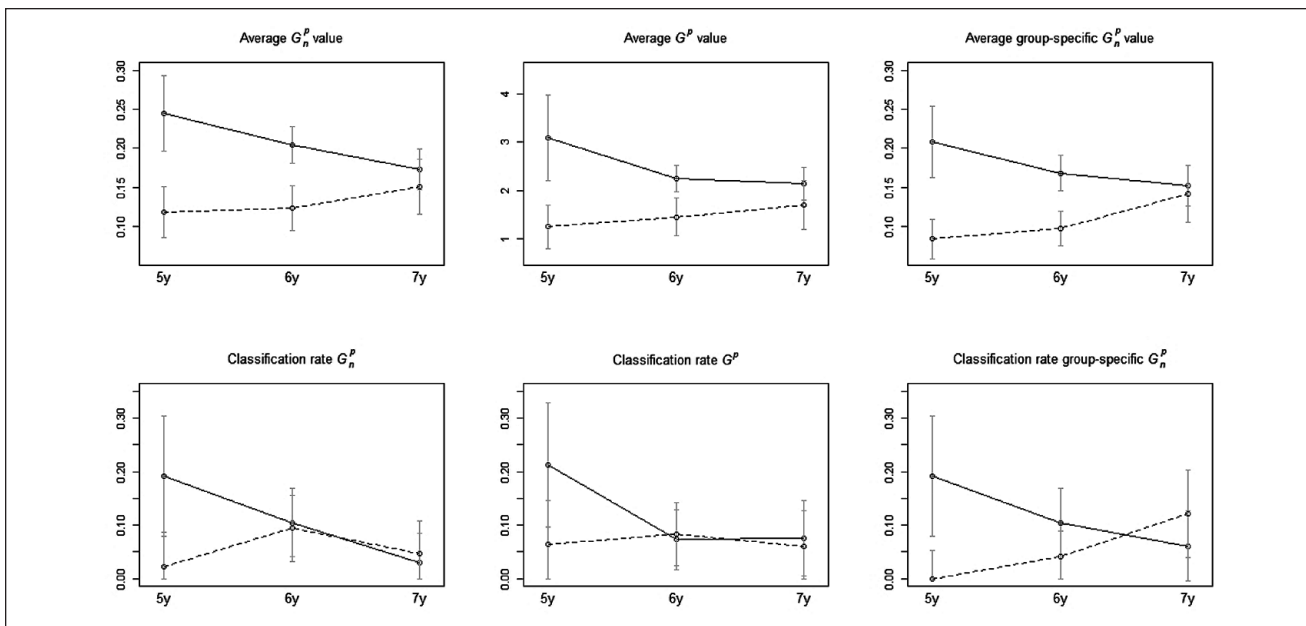 Average G_n^p value
0.30
0.25
0.20
0.15
0.10
5y 6y 7y
Average G^p value
4
3
2
1
5y 6y 7y
Average group-specific G_n^p value
0.30
0.25
0.20
0.15
0.10
5y 6y 7y
Classification rate G_n^p
0.30
0.20
0.10
0.00
5y 6y 7y
Classification rate G^p
0.30
0.20
0.10
0.00
5y 6y 7y
Classification rate group-specific G_n^p
0.30
0.20
0.10
0.00
5y 6y 7y